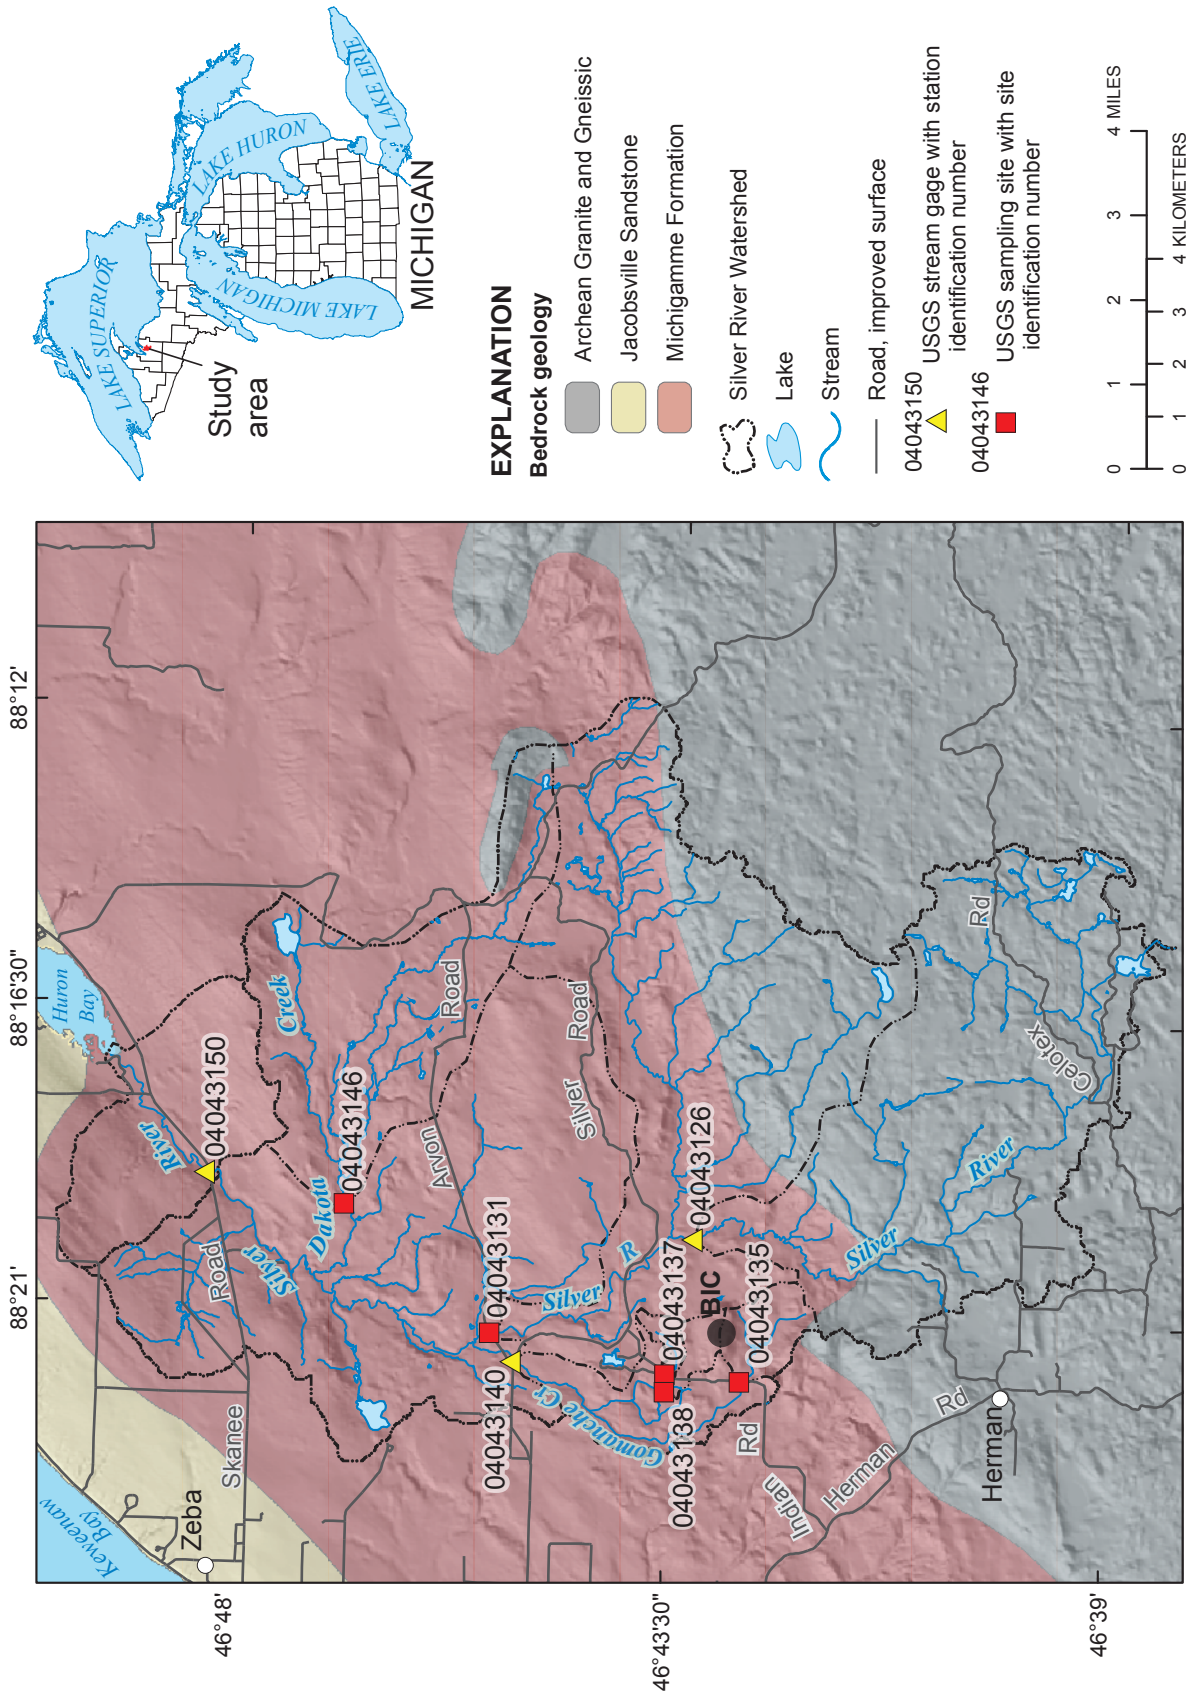 88°21'
88°16'30"
88°12'
46°48'
46°43'30"
46°39'
Keweenaw
Bay
Zeba
Skanee
Road
Huron
Bay
River
04043150
Silver
Creek
Dakota
04043146
Arvon
Road
04043131
04043140
Silver
Road
Silver
R
Gomanche Cr
04043137
04043138
04043126
BIC
04043135
Rd
Indian
Herman
Rd
Herman
Silver
River
Celotex
Rd
LAKE SUPERIOR
LAKE MICHIGAN
LAKE HURON
LAKE ERIE
MICHIGAN
Study
area
EXPLANATION
Bedrock geology
Archean Granite and Gneissic
Jacobsville Sandstone
Michigamme Formation
Silver River Watershed
Lake
Stream
Road, improved surface
04043150
USGS stream gage with station
identification number
04043146
USGS sampling site with site
identification number
0 1 2 3 4 MILES
0 1 2 3 4 KILOMETERS